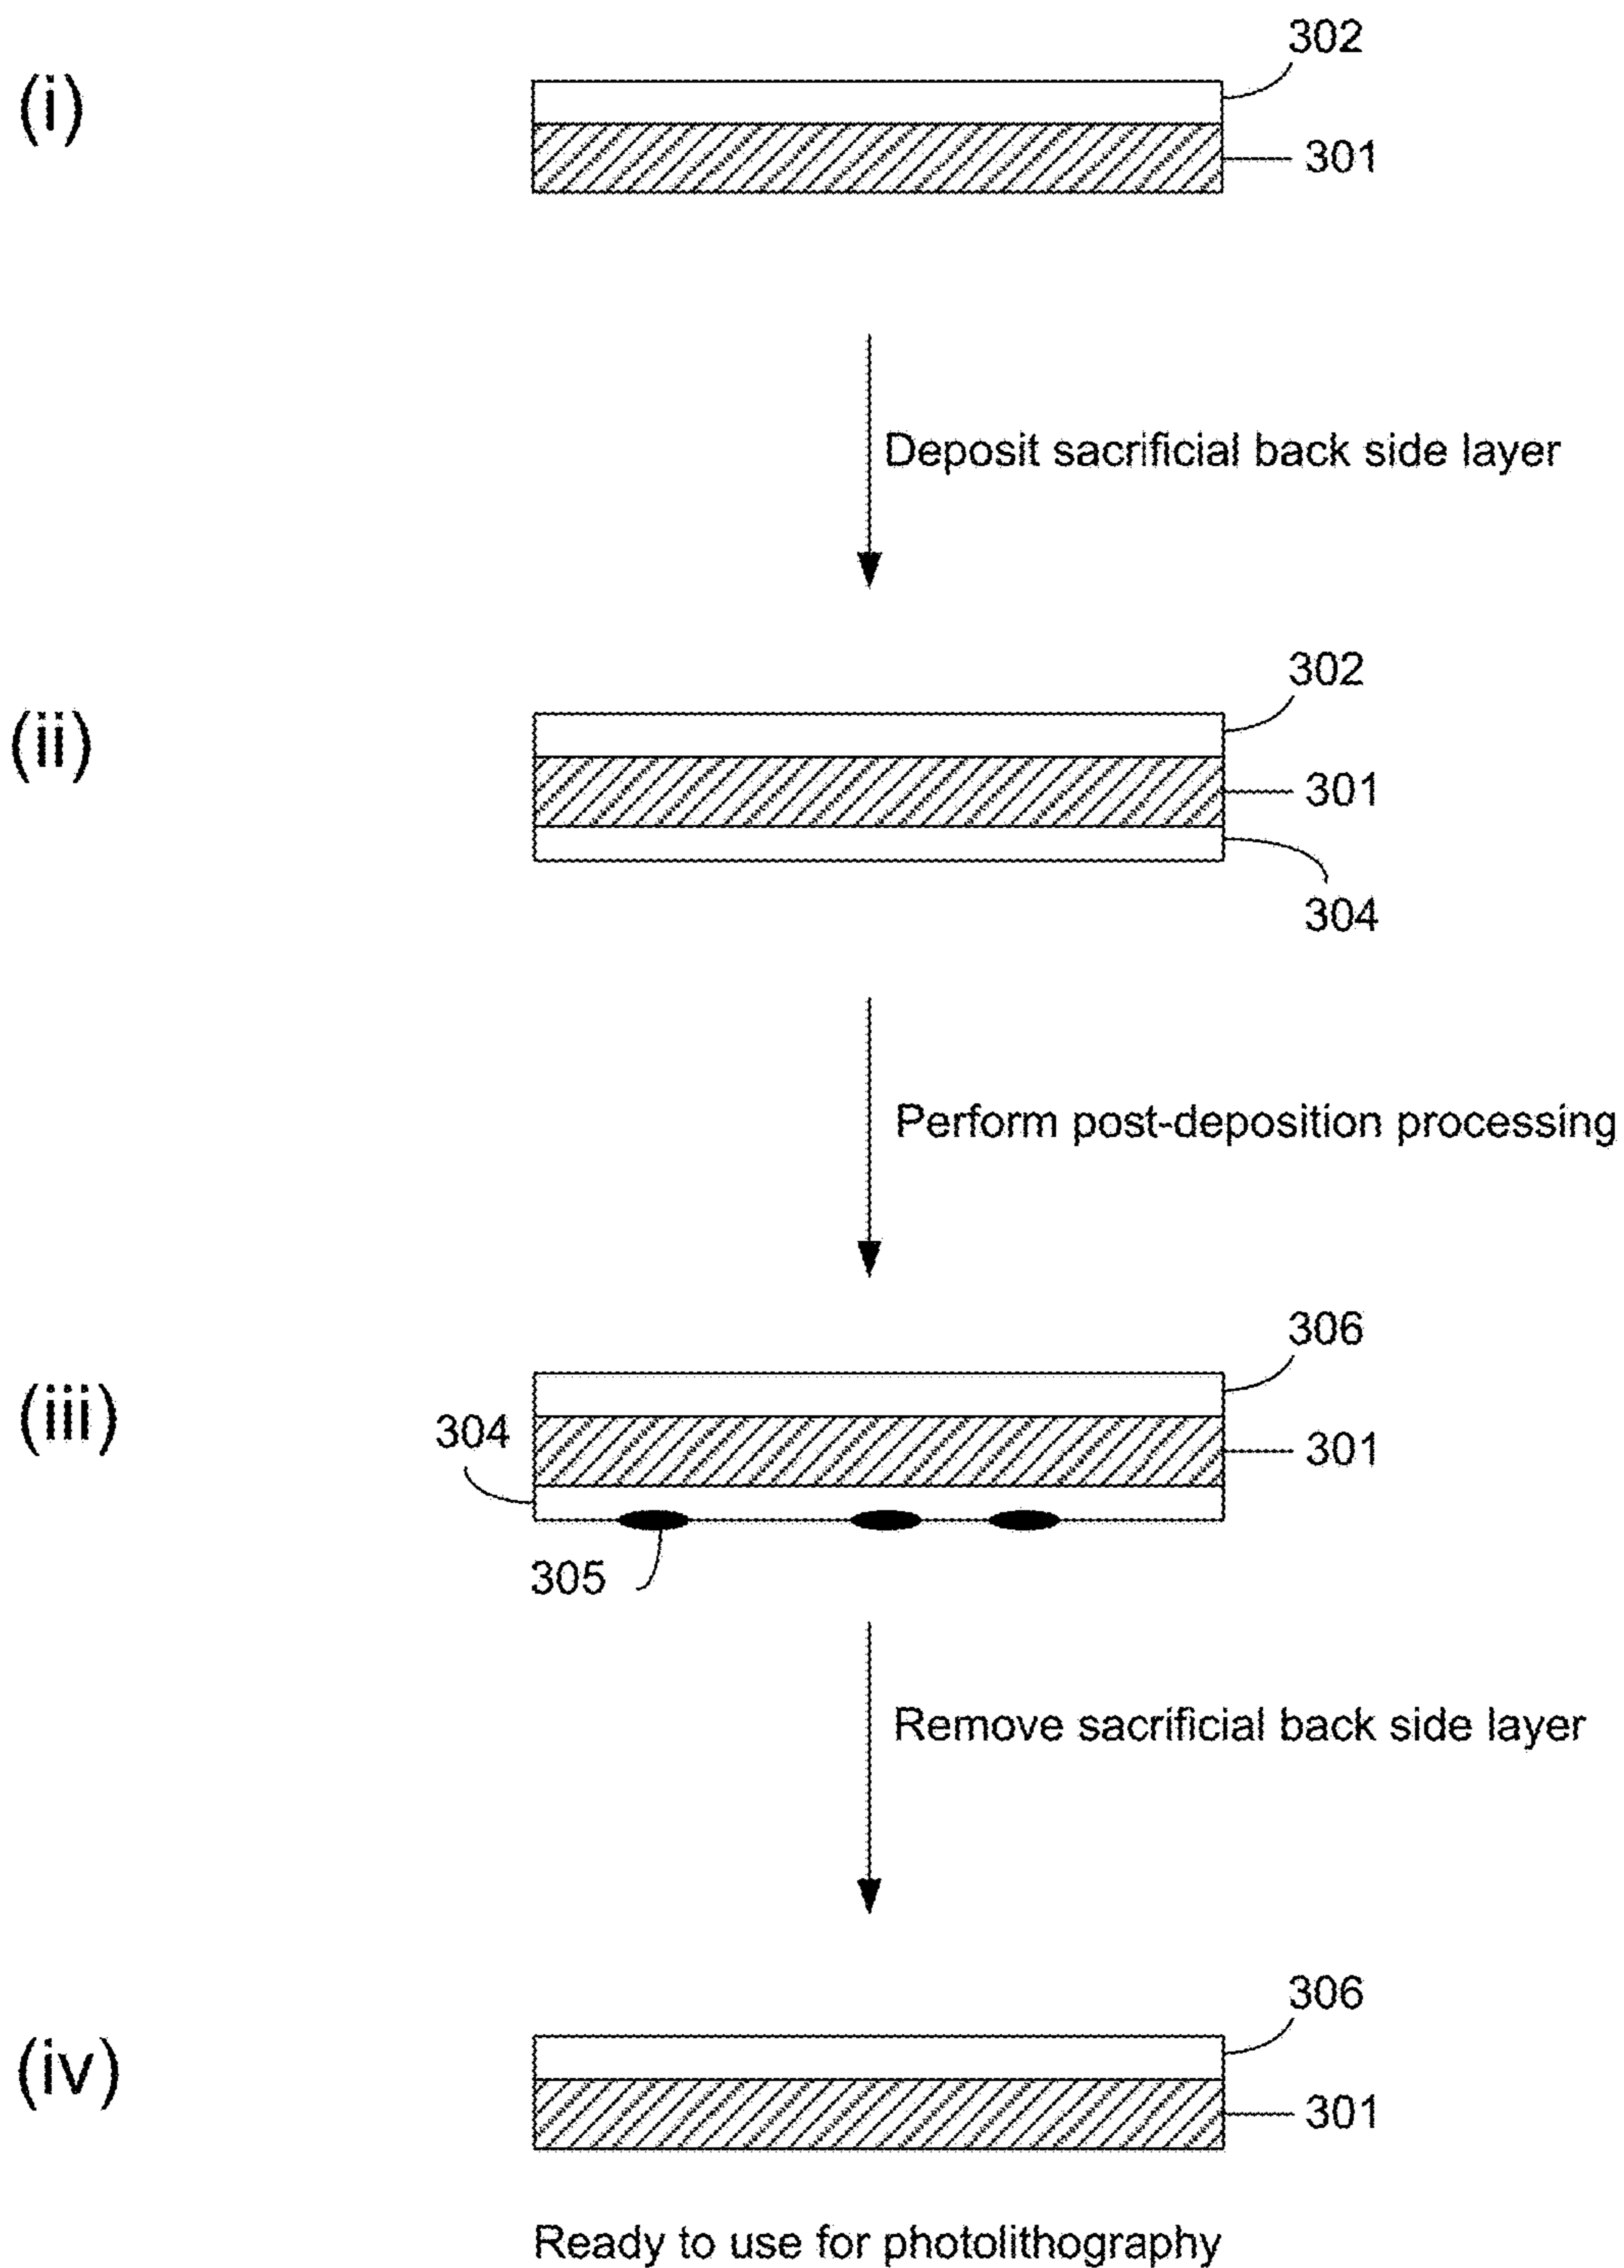 302
(i)
301
Deposit sacrificial back side layer
302
(ii)
301
304
Perform post-deposition processing
306
(iii)
304
301
305
Remove sacrificial back side layer
306
(iv)
301
Ready to use for photolithography